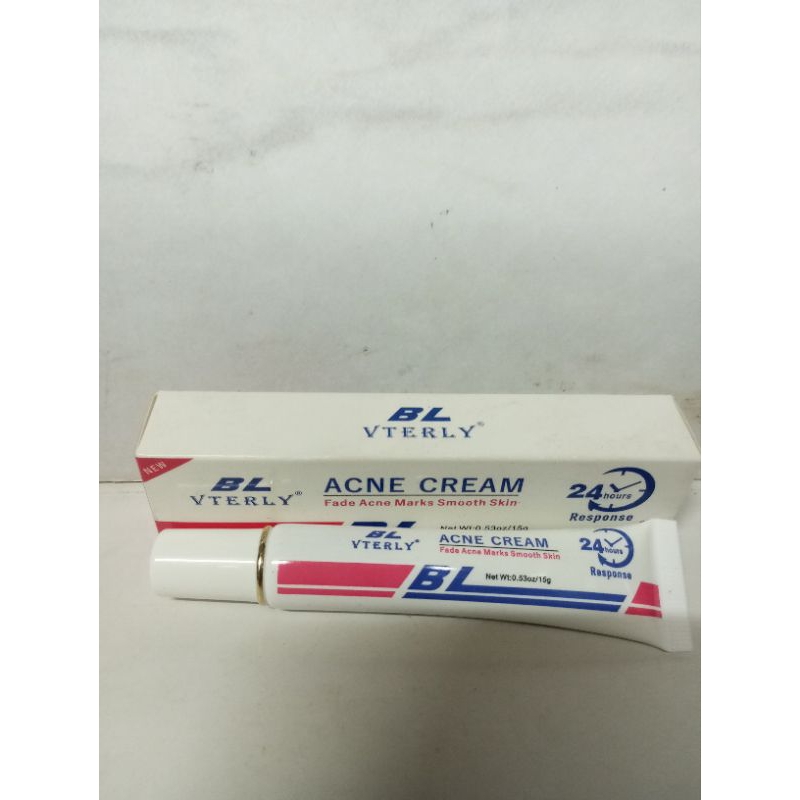 BL
VTERLY®
NEW
BL
VTERLY®
ACNE CREAM
Fade Acne Marks Smooth Skin
24 hours
Response
BL
Net Wt:0.53oz/15g
BL
VTERLY®
ACNE CREAM
Fade Acne Marks Smooth Skin
24 hours
Response
BL
Net Wt:0.53oz/15g